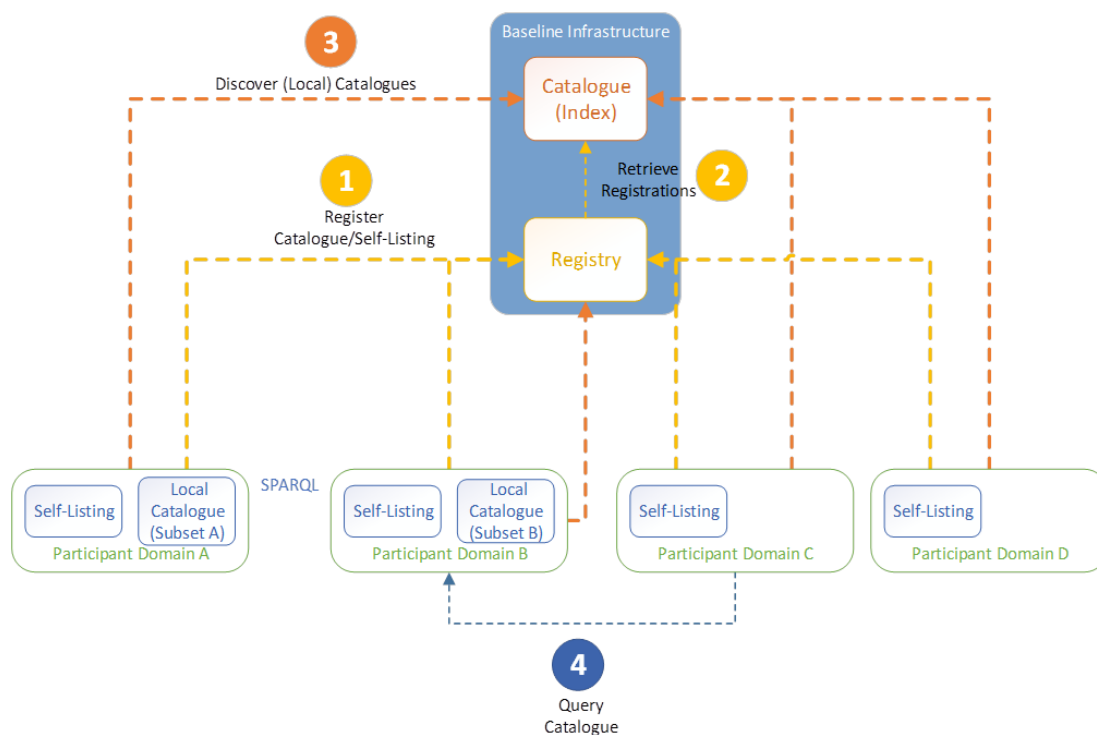 Baseline Infrastructure
3
Discover (Local) Catalogues
Catalogue
(Index)
1
Register
Catalogue/Self-Listing
Retrieve
Registrations
2
Registry
Self-Listing
Local
Catalogue
(Subset A)
Participant Domain A
SPARQL
Self-Listing
Local
Catalogue
(Subset B)
Participant Domain B
Self-Listing
Participant Domain C
Self-Listing
Participant Domain D
4
Query
Catalogue